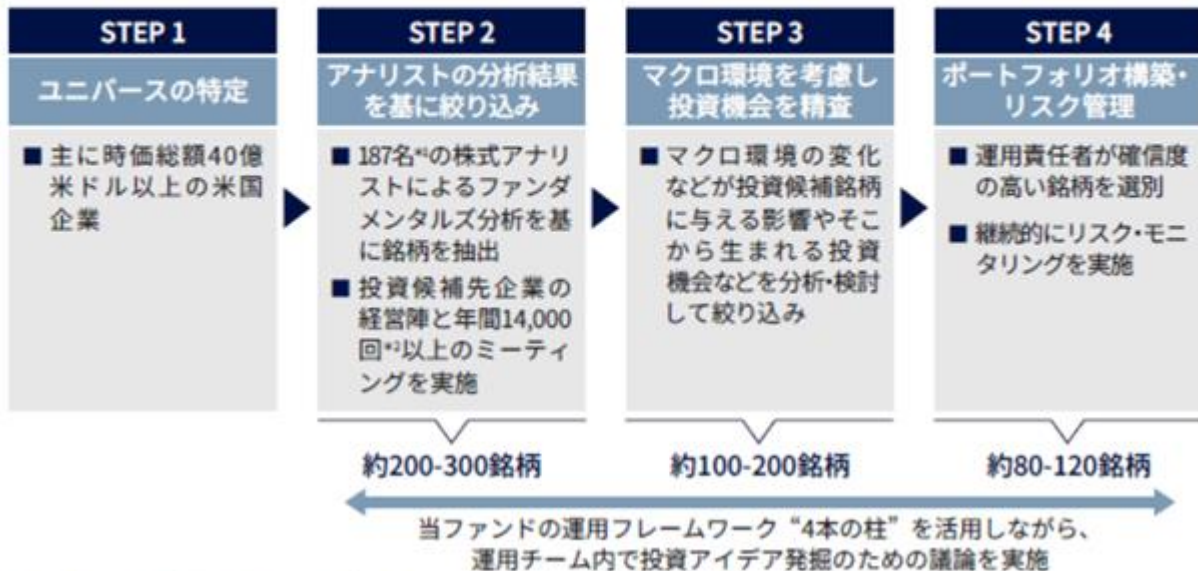 STEP 1
ユニバースの特定
■ 主に時価総額40億
米ドル以上の米国
企業
STEP 2
アナリストの分析結果
を基に絞り込み
■ 187名*¹の株式アナリ
ストによるファンダ
メンタルズ分析を基
に銘柄を抽出
■ 投資候補先企業の
経営陣と年間14,000
回*²以上のミーティ
ングを実施
約200-300銘柄
STEP 3
マクロ環境を考慮し
投資機会を精査
■ マクロ環境の変化
などが投資候補銘柄
に与える影響やそこ
から生まれる投資
機会などを分析・検討
して絞り込み
約100-200銘柄
STEP 4
ポートフォリオ構築・
リスク管理
■ 運用責任者が確信度
の高い銘柄を選別
■ 継続的にリスク・モニ
タリングを実施
約80-120銘柄
当ファンドの運用フレームワーク“4本の柱”を活用しながら、
運用チーム内で投資アイデア発掘のための議論を実施